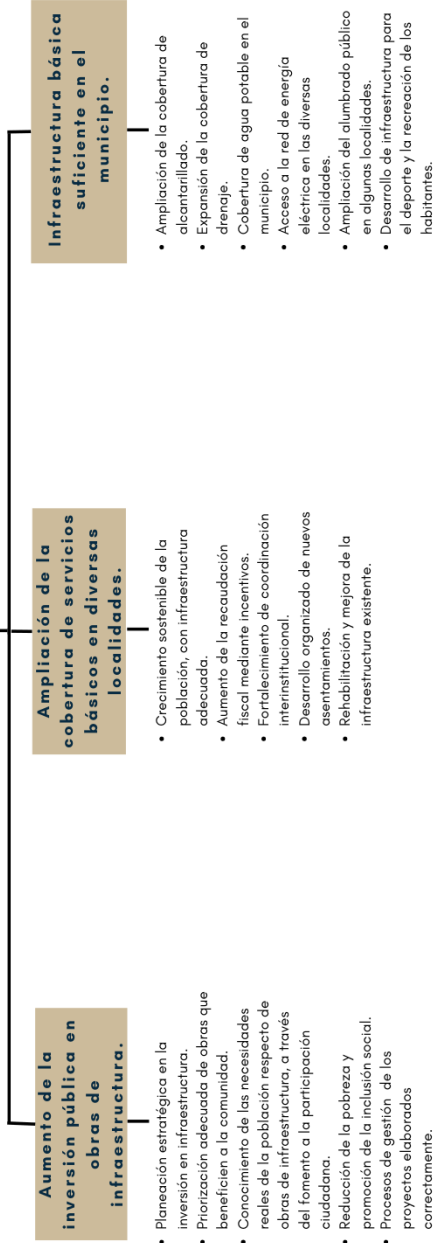 Aumento de la
inversión pública en
obras de
infraestructura.
• Planeación estratégica en la
inversión en infraestructura.
• Priorización adecuada de obras que
beneficien a la comunidad.
• Conocimiento de las necesidades
reales de la población respecto de
obras de infraestructura, a través
del fomento a la participación
ciudadana.
• Reducción de la pobreza y
promoción de la inclusión social.
• Procesos de gestión de los
proyectos elaborados
correctamente.
Ampliación de la
cobertura de servicios
básicos en diversas
localidades.
• Crecimiento sostenible de la
población, con infraestructura
adecuada.
• Aumento de la recaudación
fiscal mediante incentivos.
• Fortalecimiento de coordinación
interinstitucional.
• Desarrollo organizado de nuevos
asentamientos.
• Rehabilitación y mejora de la
infraestructura existente.
Infraestructura básica
suficiente en el
municipio.
• Ampliación de la cobertura de
alcantarillado.
• Expansión de la cobertura de
drenaje.
• Cobertura de agua potable en el
municipio.
• Acceso a la red de energía
eléctrica en las diversas
localidades.
• Ampliación del alumbrado público
en algunas localidades.
• Desarrollo de infraestructura para
el deporte y la recreación de los
habitantes.